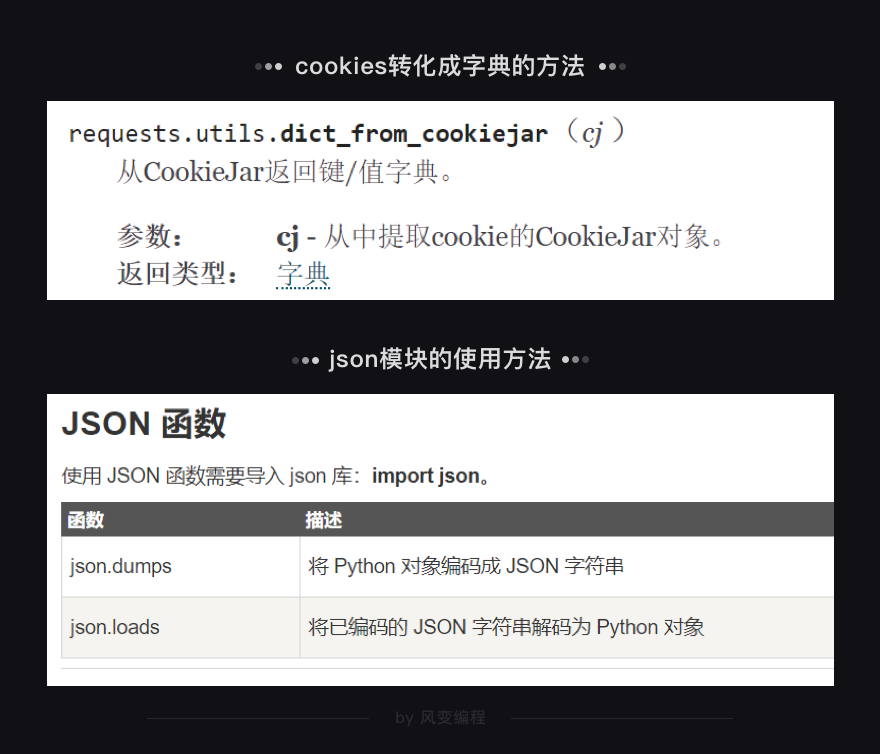 cookies转化成字典的方法
requests.utils.dict_from_cookiejar（cj）
从CookieJar返回键/值字典。
参数： cj - 从中提取cookie的CookieJar对象。
返回类型： 字典
json模块的使用方法
JSON 函数
使用 JSON 函数需要导入 json 库：import json。
函数 描述
json.dumps 将 Python 对象编码成 JSON 字符串
json.loads 将已编码的 JSON 字符串解码为 Python 对象
by 风变编程